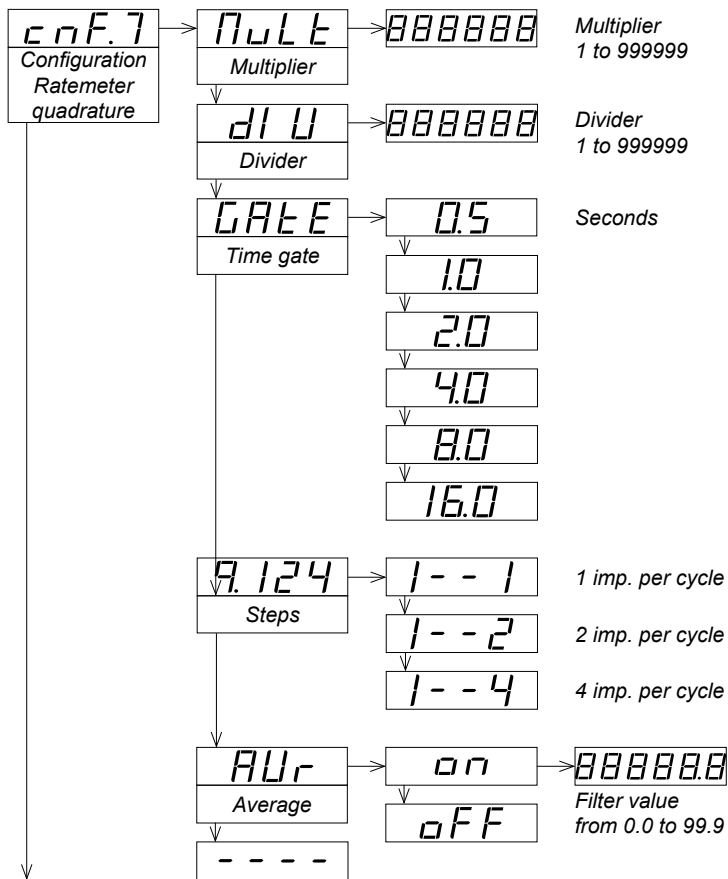 cnF.7
Configuration
Ratemeter
quadrature
MuLt
Multiplier
888888
Multiplier
1 to 999999
dIU
Divider
888888
Divider
1 to 999999
GAtE
Time gate
0.5
Seconds
1.0
2.0
4.0
8.0
16.0
q.124
Steps
1--1
1 imp. per cycle
1--2
2 imp. per cycle
1--4
4 imp. per cycle
AUr
Average
on
88888.8
Filter value
from 0.0 to 99.9
oFF
----